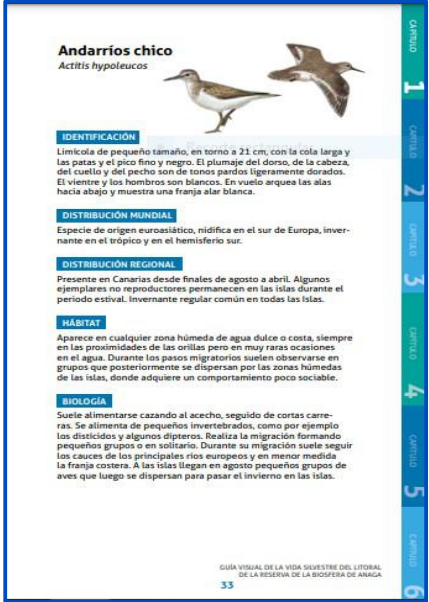 Andarríos chico
Actitis hypoleucos
IDENTIFICACIÓN
Limícola de pequeño tamaño, en torno a 21 cm, con la cola larga y
las patas y el pico fino y negro. El plumaje del dorso, de la cabeza,
del cuello y del pecho son de tonos pardos ligeramente dorados.
El vientre y los hombros son blancos. En vuelo arquea las alas
hacia abajo y muestra una franja alar blanca.
DISTRIBUCIÓN MUNDIAL
Especie de origen euroasiático, nidifica en el sur de Europa, inver-
nante en el trópico y en el hemisferio sur.
DISTRIBUCIÓN REGIONAL
Presente en Canarias desde finales de agosto a abril. Algunos
ejemplares no reproductores permanecen en las islas durante el
periodo estival. Invernante regular común en todas las Islas.
HÁBITAT
Aparece en cualquier zona húmeda de agua dulce o costa, siempre
en las proximidades de las orillas pero en muy raras ocasiones
en el agua. Durante los pasos migratorios suelen observarse en
grupos que posteriormente se dispersan por las zonas húmedas
de las islas, donde adquiere un comportamiento poco sociable.
BIOLOGÍA
Suele alimentarse cazando al acecho, seguido de cortas carre-
ras. Se alimenta de pequeños invertebrados, como por ejemplo
los disticidos y algunos dipteros. Realiza la migración formando
pequeños grupos o en solitario. Durante su migración suele seguir
los cauces de los principales rios europeos y en menor medida
la franja costera. A las islas llegan en agosto pequeños grupos de
aves que luego se dispersan para pasar el invierno en las islas.
GUÍA VISUAL DE LA VIDA SILVESTRE DEL LITORAL
DE LA RESERVA DE LA BIOSFERA DE ANAGA
33
CAPÍTULO
1
CAPÍTULO
2
CAPÍTULO
3
CAPÍTULO
4
CAPÍTULO
5
CAPÍTULO
6